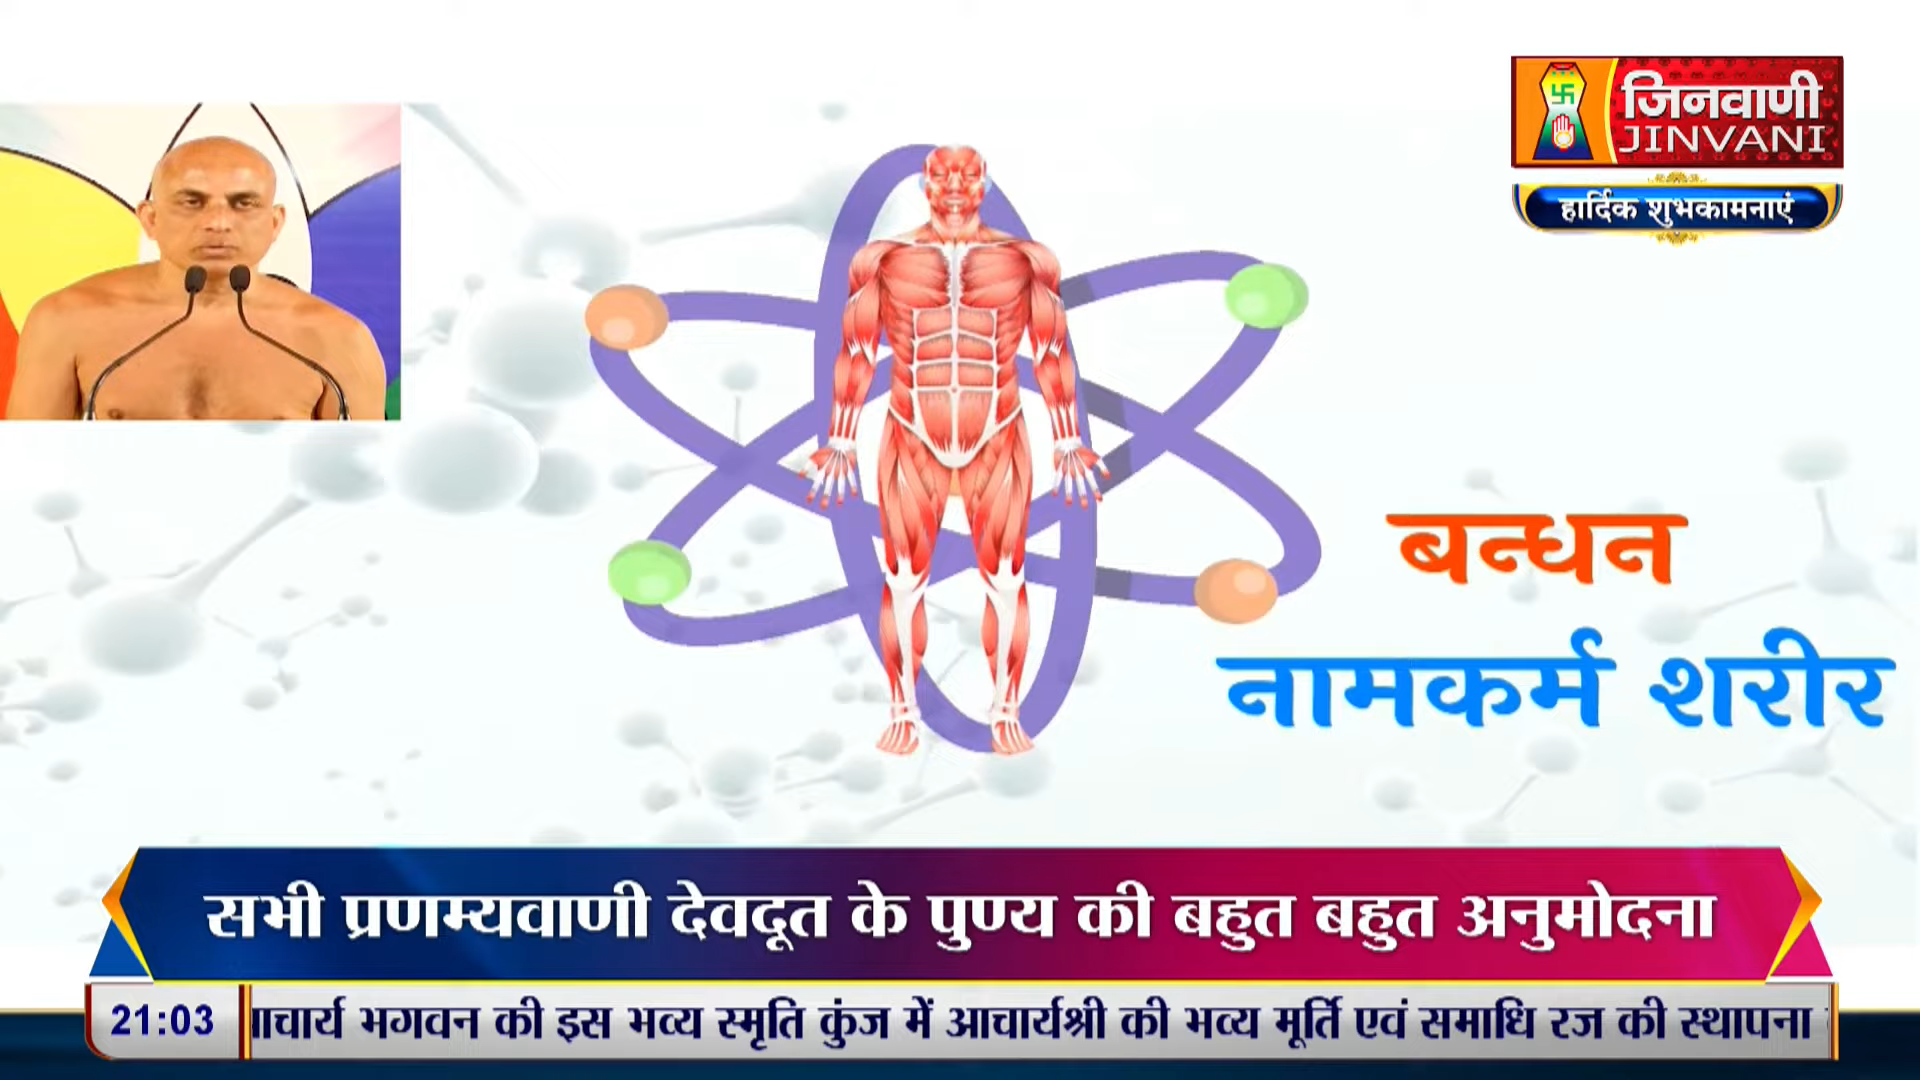 जिनवाणी
JINVANI
हार्दिक शुभकामनाएं
बन्धन
नामकर्म शरीर
सभी प्रणम्यवाणी देवदूत के पुण्य की बहुत बहुत अनुमोदना
21:03
भगवन की इस भव्य स्मृति कुंज में आचार्यश्री की भव्य मूर्ति एवं समाधि रज की स्थापना